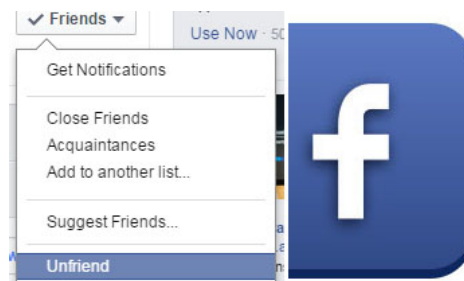 Friends
Use Now · 50
Get Notifications
Close Friends
Acquaintances
Add to another list...
Suggest Friends...
Unfriend
f